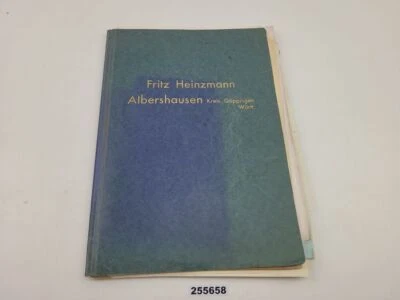 Fritz Heinzmann
Albershausen Kreis Göppingen
Württ.
255658